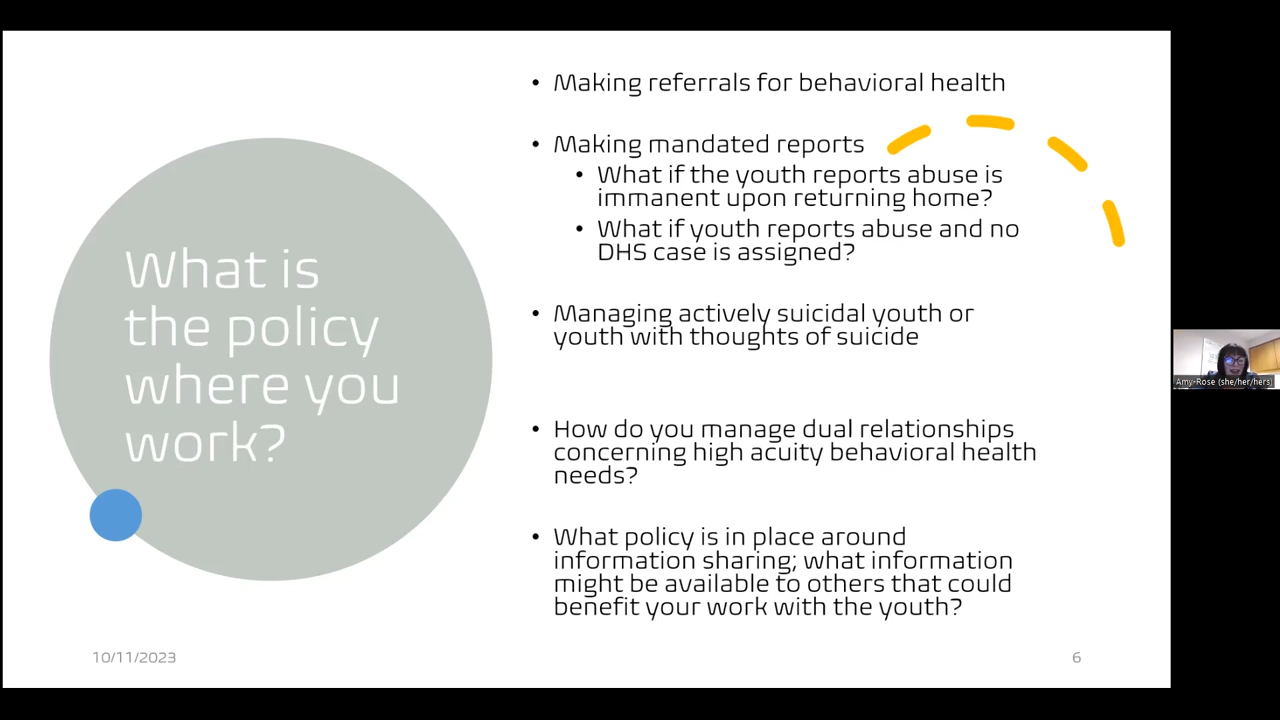 What is
the policy
where you
work?
• Making referrals for behavioral health
• Making mandated reports
• What if the youth reports abuse is
immanent upon returning home?
• What if youth reports abuse and no
DHS case is assigned?
• Managing actively suicidal youth or
youth with thoughts of suicide
• How do you manage dual relationships
concerning high acuity behavioral health
needs?
• What policy is in place around
information sharing; what information
might be available to others that could
benefit your work with the youth?
10/11/2023
6
Amy-Rose (she/her/hers)